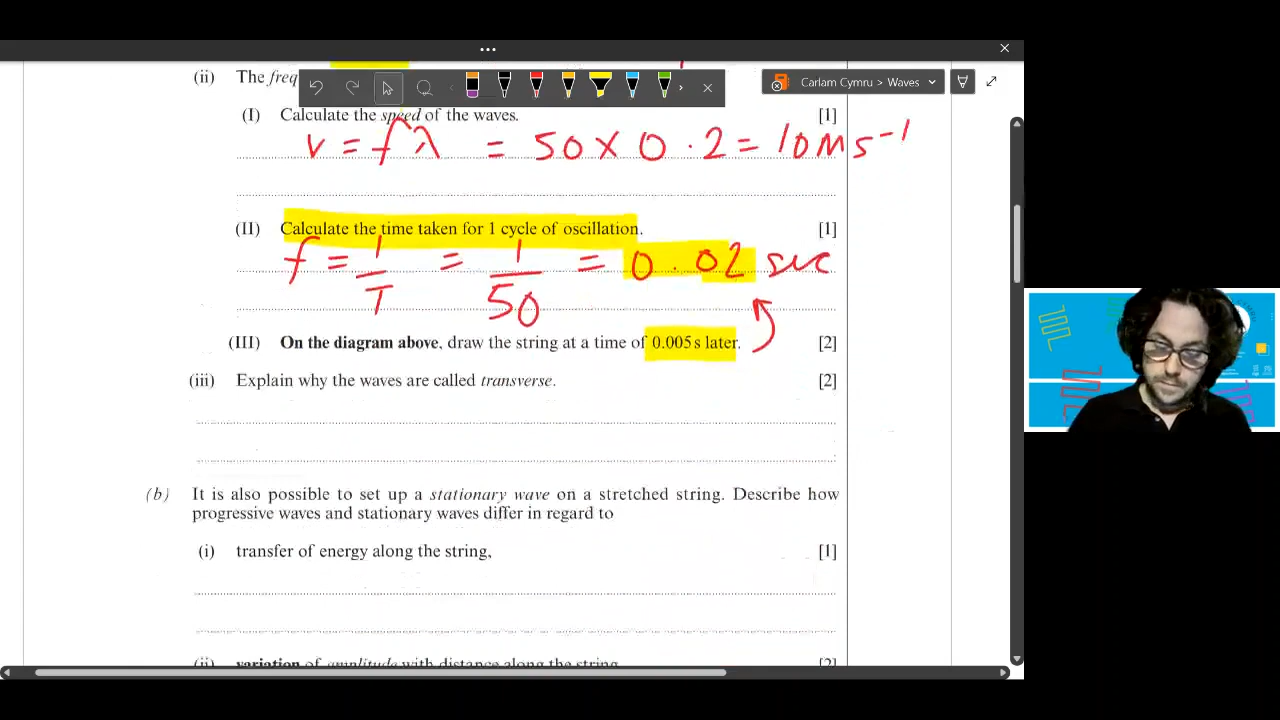 (ii) The freq
Carlam Cymru > Waves
(I) Calculate the speed of the waves. [1]
v = fλ = 50 × 0.2 = 10 ms⁻¹
(II) Calculate the time taken for 1 cycle of oscillation. [1]
f = 1/T = 1/50 = 0.02 sec
(III) On the diagram above, draw the string at a time of 0.005 s later. [2]
(iii) Explain why the waves are called transverse. [2]
(b) It is also possible to set up a stationary wave on a stretched string. Describe how
progressive waves and stationary waves differ in regard to
(i) transfer of energy along the string, [1]
(ii) variation of amplitude with distance along the string. [2]